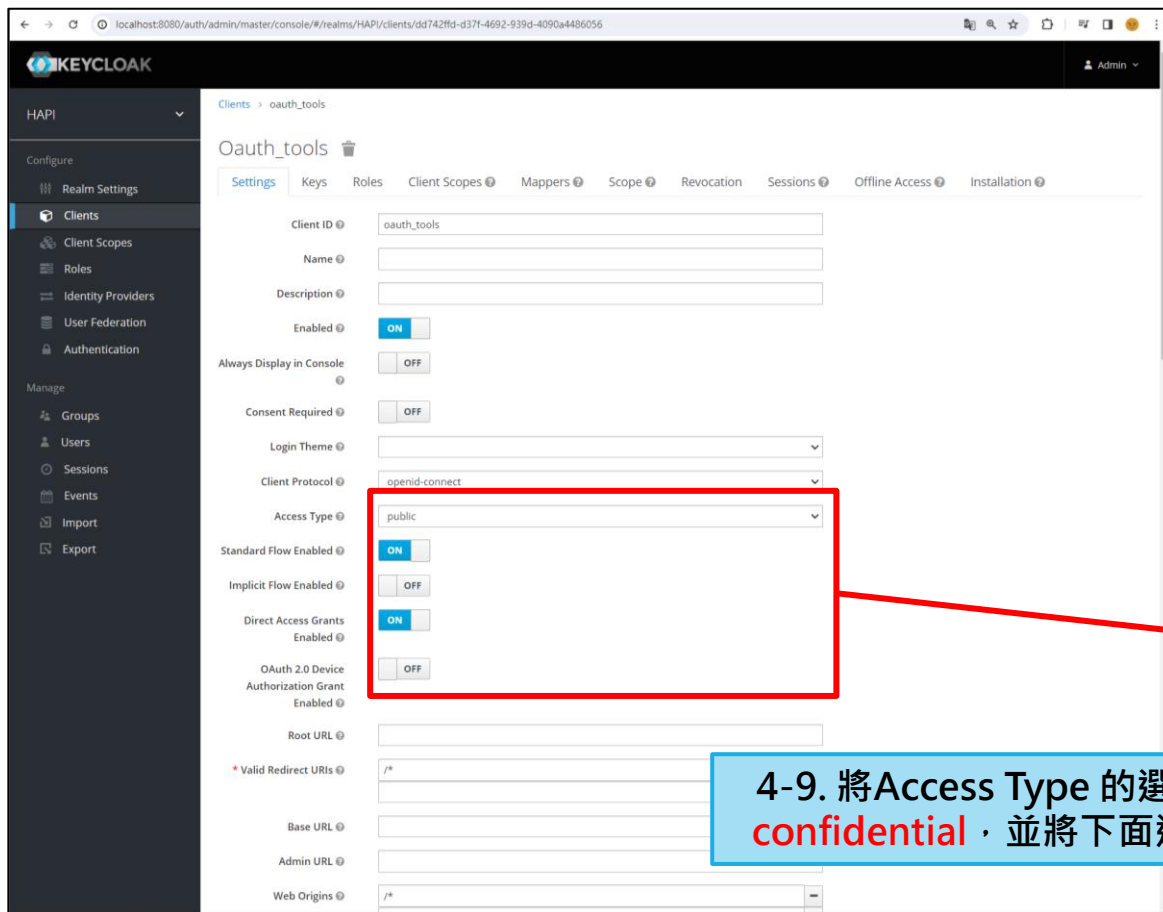 localhost:8080/auth/admin/master/console/#/realms/HAPI/clients/dd742ffd-d37f-4692-939d-4090a4486056
KEYCLOAK
Admin
HAPI
Configure
Realm Settings
Clients
Client Scopes
Roles
Identity Providers
User Federation
Authentication
Manage
Groups
Users
Sessions
Events
Import
Export
Clients > oauth_tools
Oauth_tools
Settings Keys Roles Client Scopes Mappers Scope Revocation Sessions Offline Access Installation
Client ID oauth_tools
Name
Description
Enabled ON
Always Display in Console OFF
Consent Required OFF
Login Theme
Client Protocol openid-connect
Access Type public
Standard Flow Enabled ON
Implicit Flow Enabled OFF
Direct Access Grants
Enabled ON
OAuth 2.0 Device
Authorization Grant
Enabled OFF
Root URL
* Valid Redirect URIs /*
Base URL
Admin URL
Web Origins /*
4-9. 將Access Type 的選
confidential，並將下面